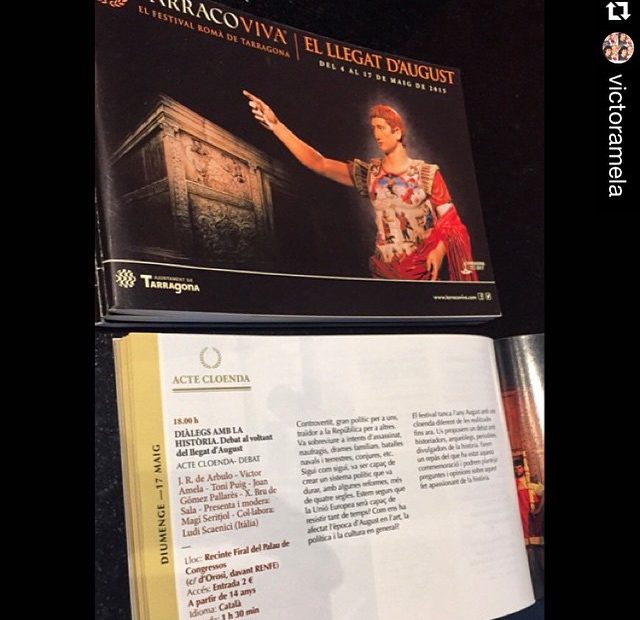 TARRACOVIVA
EL FESTIVAL ROMÀ DE TARRAGONA
EL LLEGAT D'AUGUST
DEL 4 AL 17 DE MAIG DE 2015
AJUNTAMENT DE
TARRAGONA
www.tarracoviva.com
victoramela
DIUMENGE — 17 MAIG
ACTE CLOENDA
18.00 h
DIÀLEGS AMB LA
HISTÒRIA. Debat al voltant
del llegat d'August
ACTE CLOENDA- DEBAT
J. R. de Arbulo - Victor
Amela - Toni Puig - Joan
Gómez Pallarès - X. Bru de
Sala - Presenta i modera:
Magí Seritjol - Col·labora:
Ludi Scaenici (Itàlia)
Lloc: Recinte Firal del Palau de
Congressos
(c/ d'Orosi, davant RENFE)
Accés: Entrada 2 €
A partir de 14 anys
Idioma: Català
1 h 30 min
Controvertit, gran polític per a uns,
traïdor a la República per a altres.
Va sobreviure a intents d'assassinat,
naufragis, drames familiars, batalles
navals i terrestres, conjures, etc.
Sigui com sigui, va ser capaç de
crear un sistema polític que va
durar, amb algunes reformes, més
de quatre segles. Estem segurs que
la Unió Europea serà capaç de
resistir tant de temps? Com ens ha
afectat l'època d'August en l'art, la
política i la cultura en general?
El festival tanca l'any August amb una
cloenda diferent de les realitzades
fins ara. Us proposem un debat amb
historiadors, arqueòlegs, periodistes,
divulgadors de la història. Farem
un repàs del que ha estat aquesta
commemoració i podrem plantejar
preguntes i opinions sobre aquest
fet apassionant de la història.